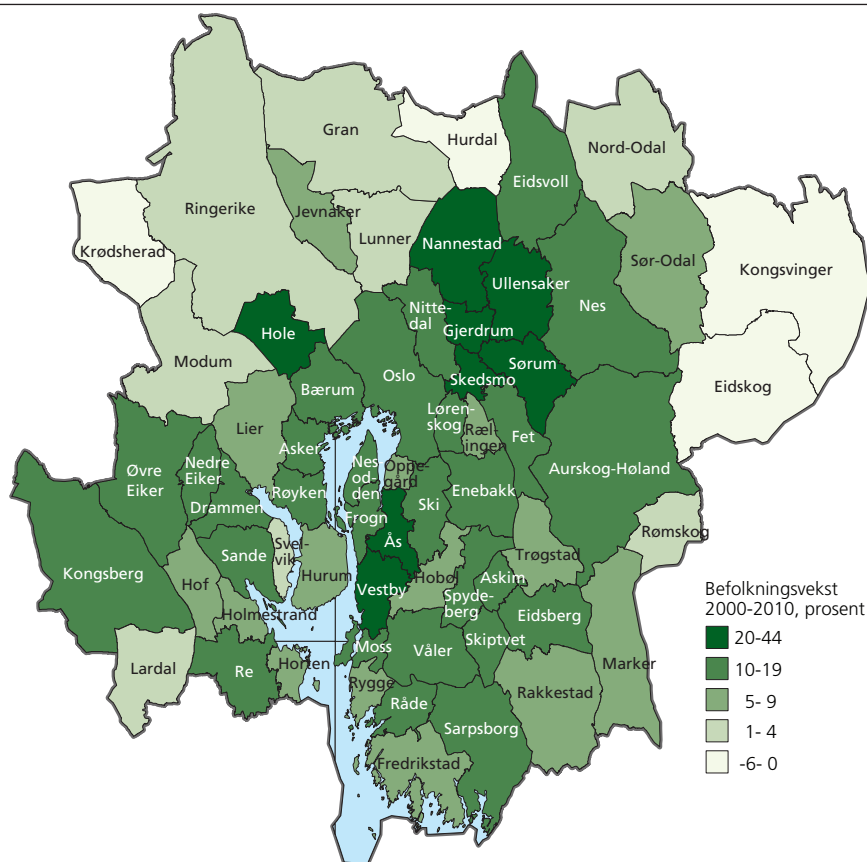 Gran
Hurdal
Nord-Odal
Eidsvoll
Ringerike
Jevnaker
Lunner
Nannestad
Krødsherad
Sør-Odal
Kongsvinger
Ullensaker
Nes
Nitte-
dal
Gjerdrum
Hole
Modum
Sørum
Skedsmo
Oslo
Eidskog
Bærum
Løren-
skog
Ræl-
ingen
Fet
Lier
Asker
Nes
od-
den
Oppe-
gård
Øvre
Eiker
Nedre
Eiker
Røyken
Drammen
Frogn
Ski
Enebakk
Aurskog-Høland
Rømskog
Ås
Svel-
vik
Sande
Hurum
Kongsberg
Hof
Vestby
Hobøl
Trøgstad
Askim
Spyde-
berg
Holmestrand
Eidsberg
Skiptvet
Moss
Våler
Lardal
Re
Horten
Rygge
Marker
Rakkestad
Råde
Sarpsborg
Fredrikstad
Befolkningsvekst
2000-2010, prosent
20-44
10-19
5- 9
1- 4
-6- 0